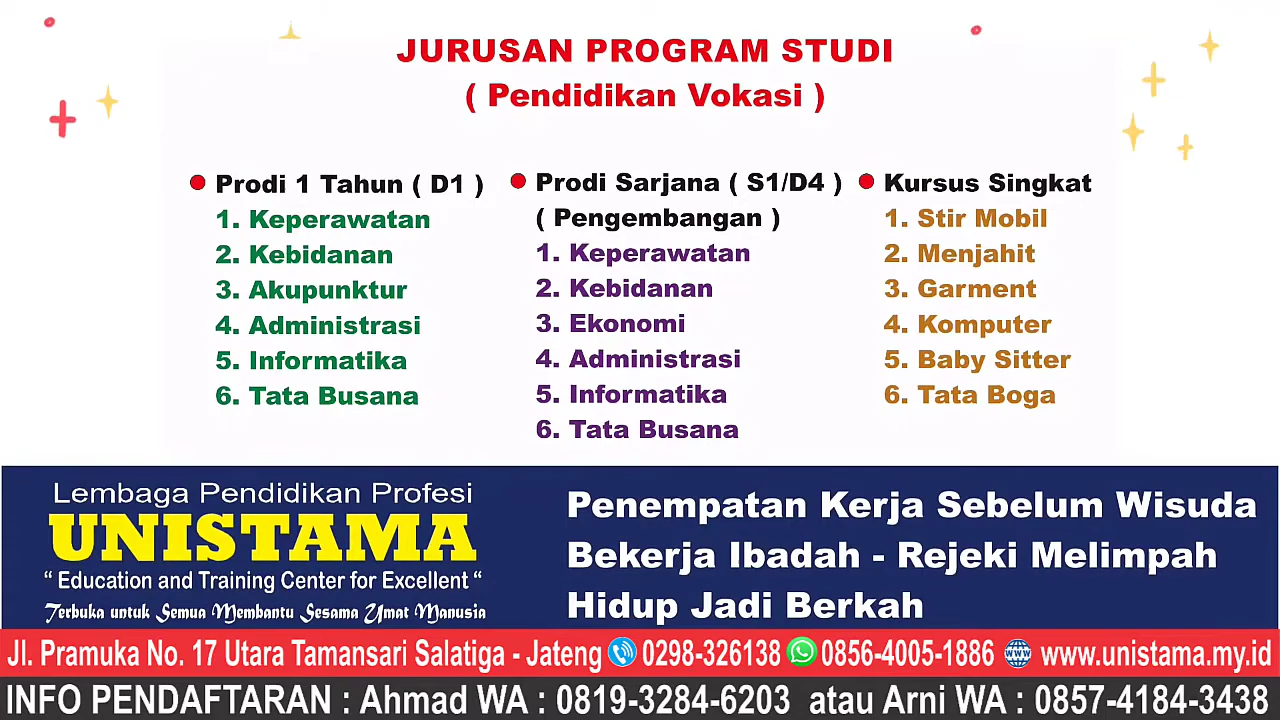 JURUSAN PROGRAM STUDI
( Pendidikan Vokasi )
Prodi 1 Tahun ( D1 )
1. Keperawatan
2. Kebidanan
3. Akupunktur
4. Administrasi
5. Informatika
6. Tata Busana
Prodi Sarjana ( S1/D4 )
( Pengembangan )
1. Keperawatan
2. Kebidanan
3. Ekonomi
4. Administrasi
5. Informatika
6. Tata Busana
Kursus Singkat
1. Stir Mobil
2. Menjahit
3. Garment
4. Komputer
5. Baby Sitter
6. Tata Boga
Lembaga Pendidikan Profesi
UNISTAMA
“ Education and Training Center for Excellent “
Terbuka untuk Semua Membantu Sesama Umat Manusia
Penempatan Kerja Sebelum Wisuda
Bekerja Ibadah - Rejeki Melimpah
Hidup Jadi Berkah
Jl. Pramuka No. 17 Utara Tamansari Salatiga - Jateng 0298-326138 0856-4005-1886 www www.unistama.my.id
INFO PENDAFTARAN : Ahmad WA : 0819-3284-6203 atau Arni WA : 0857-4184-3438